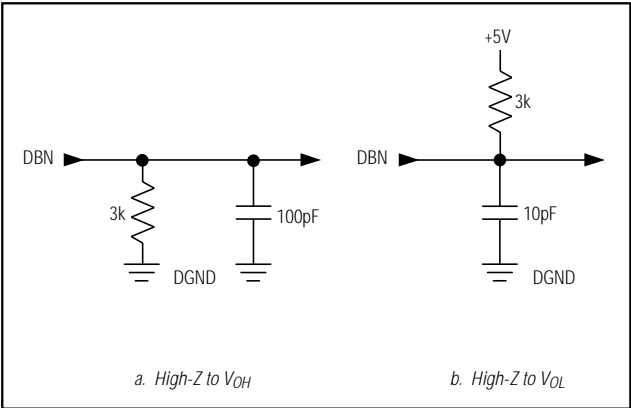 +5V
3k
DBN
DBN
3k
100pF
10pF
DGND
DGND
a. High-Z to VOH
b. High-Z to VOL